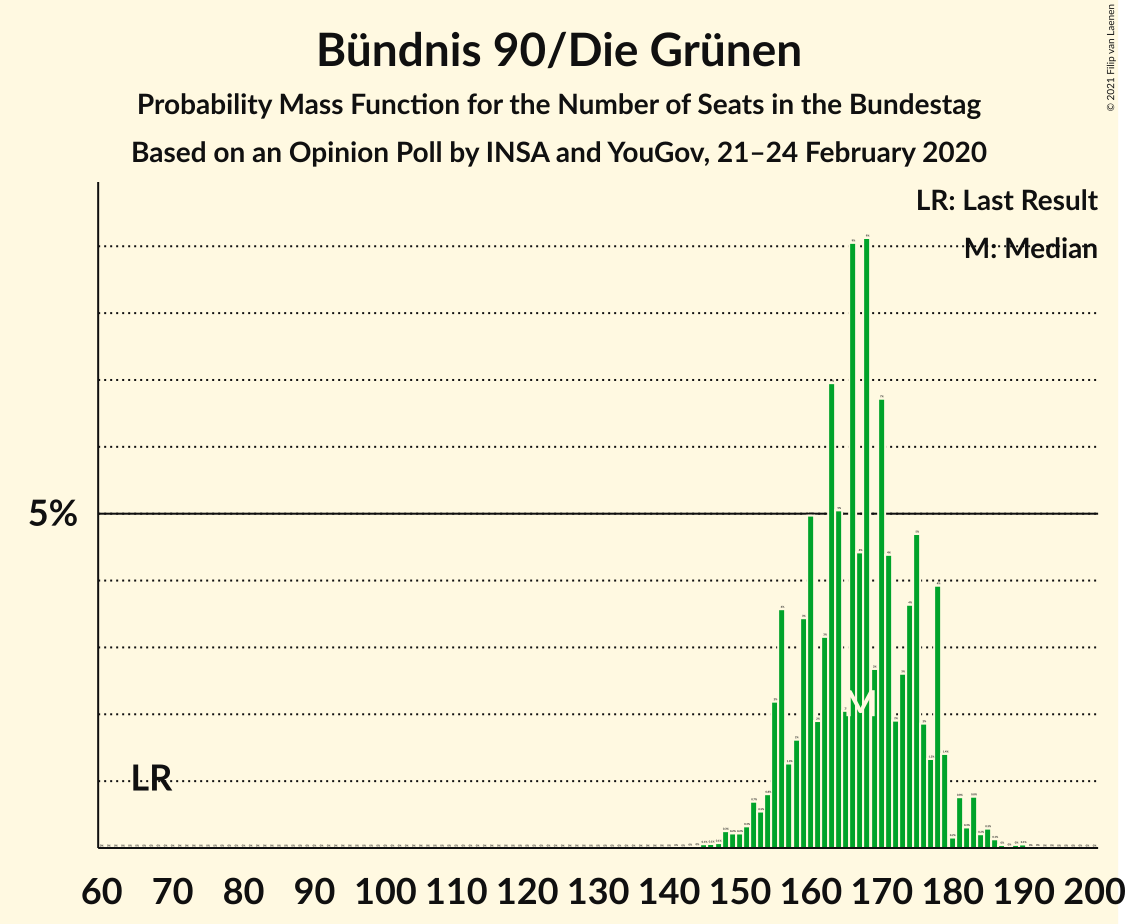 Bündnis 90/Die Grünen
Probability Mass Function for the Number of Seats in the Bundestag
Based on an Opinion Poll by INSA and YouGov, 21–24 February 2020
© 2021 Filip van Laenen
LR: Last Result
M: Median
5%
M
LR
60 70 80 90 100 110 120 130 140 150 160 170 180 190 200